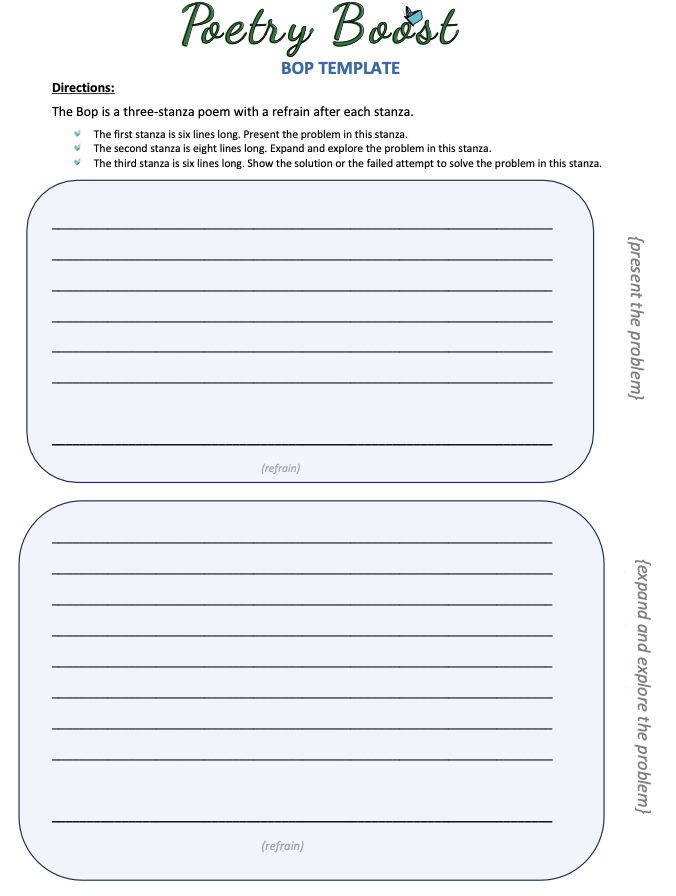 Poetry Boost
BOP TEMPLATE
Directions:
The Bop is a three-stanza poem with a refrain after each stanza.
The first stanza is six lines long. Present the problem in this stanza.
The second stanza is eight lines long. Expand and explore the problem in this stanza.
The third stanza is six lines long. Show the solution or the failed attempt to solve the problem in this stanza.
{present the problem}
(refrain)
{expand and explore the problem}
(refrain)